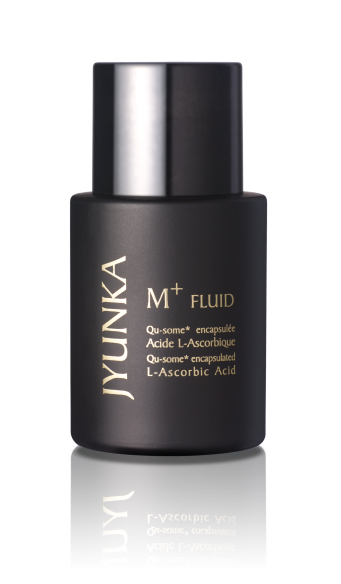 JYUNKA
M+ FLUID
Qu-some* encapsulée
Acide L-Ascorbique
Qu-some* encapsulated
L-Ascorbic Acid